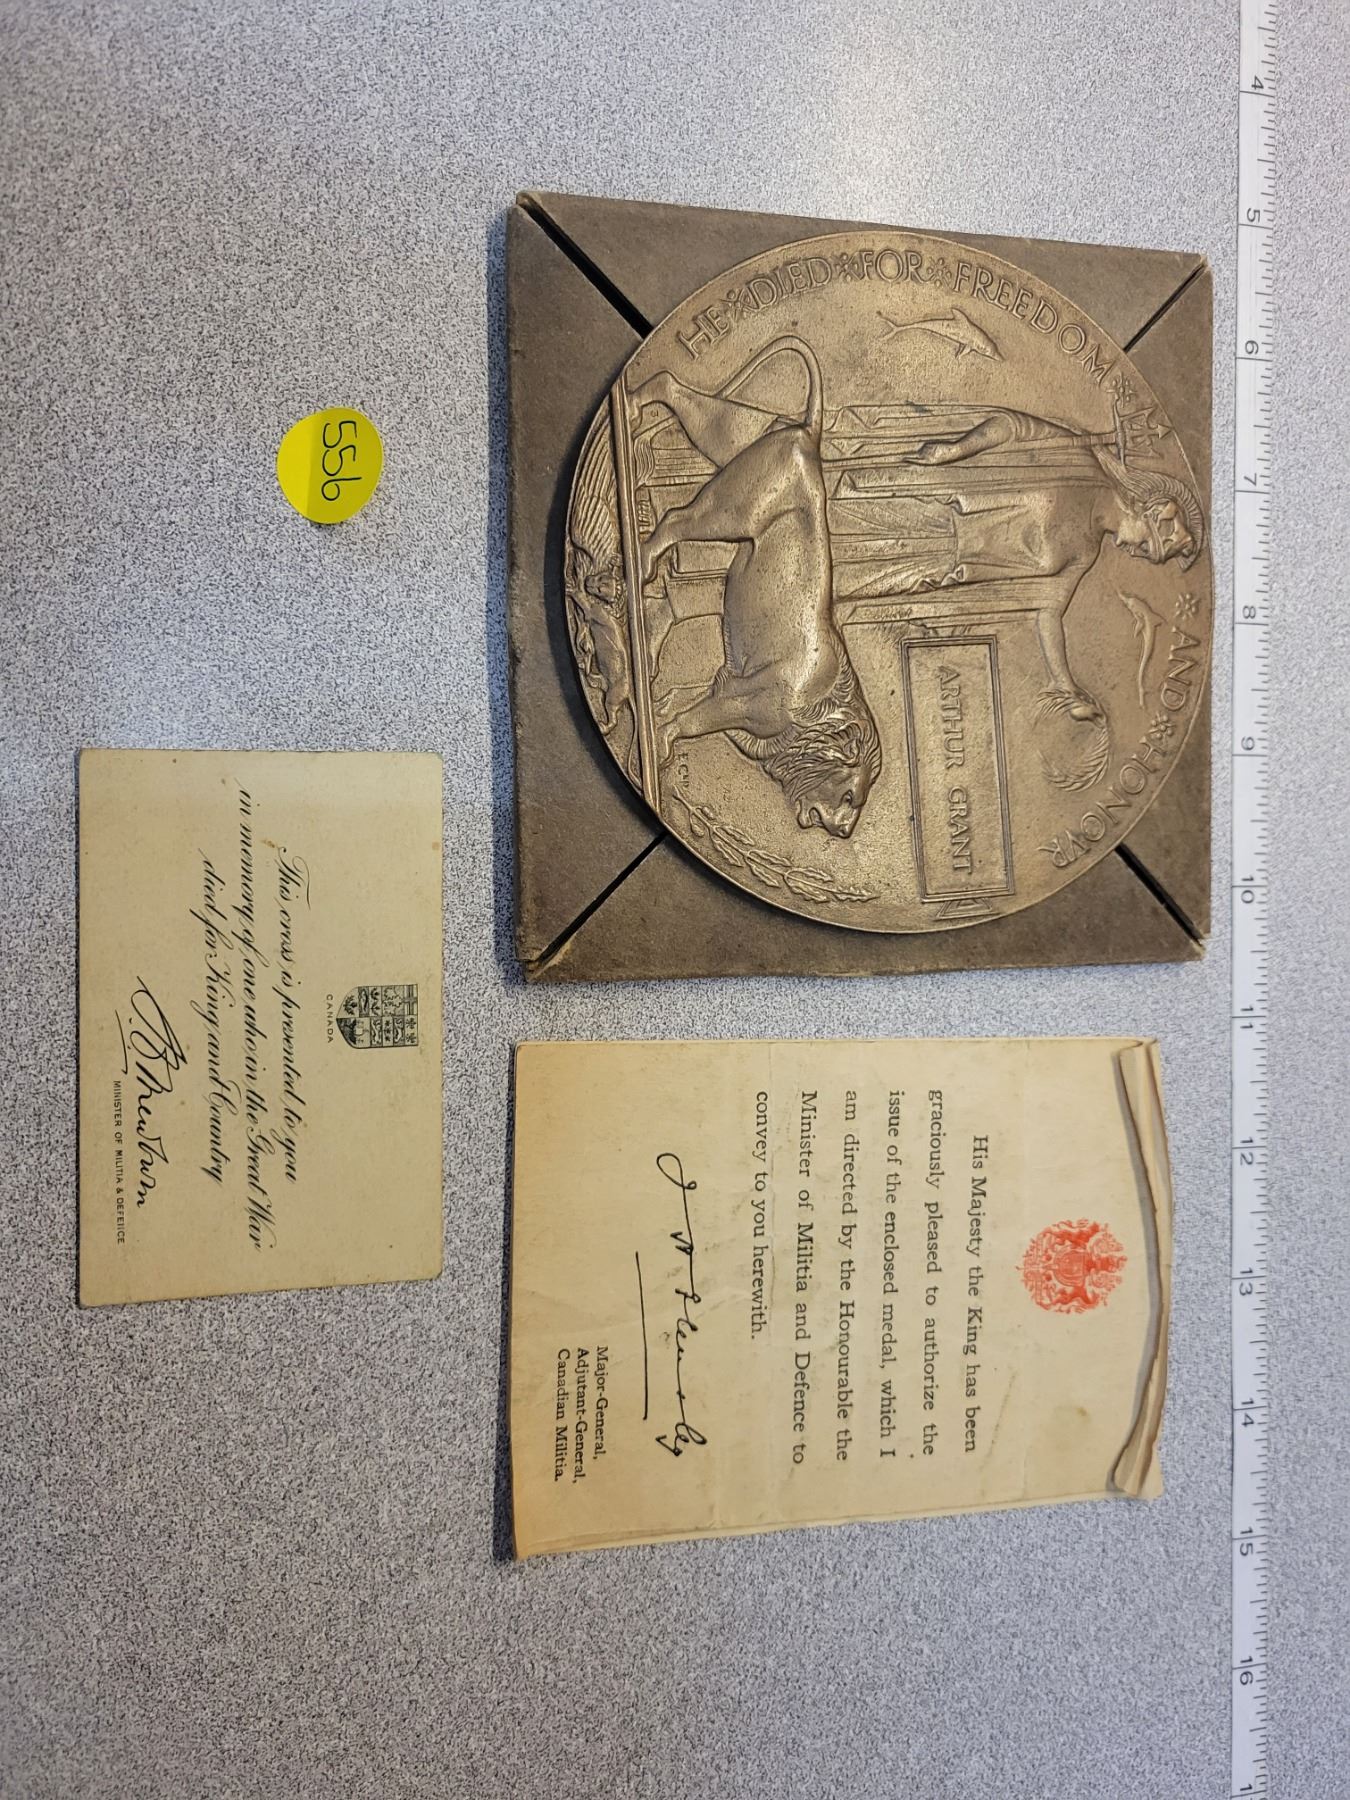 HE DIED FOR FREEDOM AND HONOVR
ARTHUR GRANT
E CR P
His Majesty the King has been
graciously pleased to authorize the
issue of the enclosed medal, which I
am directed by the Honourable the
Minister of Militia and Defence to
convey to you herewith.
Major-General,
Adjutant-General,
Canadian Militia.
556
CANADA
This cross is presented to you
in memory of one who in the Great War
died for King and Country
MINISTER OF MILITIA & DEFENCE
4 5 6 7 8 9 10 11 12 13 14 15 16